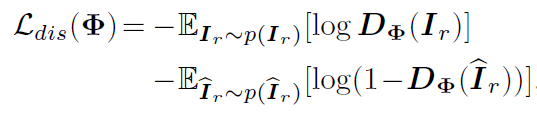 𝓛_{dis}(𝚽) = −𝔼_{𝑰_r∼p(𝑰_r)}[log 𝑫_𝚽(𝑰_r)]
−𝔼_{𝑰̂_r∼p(𝑰̂_r)}[log(1−𝑫_𝚽(𝑰̂_r))].